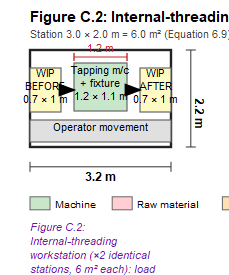 Figure C.2: Internal-threadin
Station 3.0 × 2.0 m = 6.0 m² (Equation 6.9)
1.2 m
WIP
BEFORE
0.7 × 1 m
Tapping m/c
+ fixture
1.2 × 1.1 m
WIP
AFTER
0.7 × 1 m
Operator movement
2.2 m
3.2 m
Machine
Raw material
Figure C.2:
Internal-threading
workstation (×2 identical
stations, 6 m² each): load